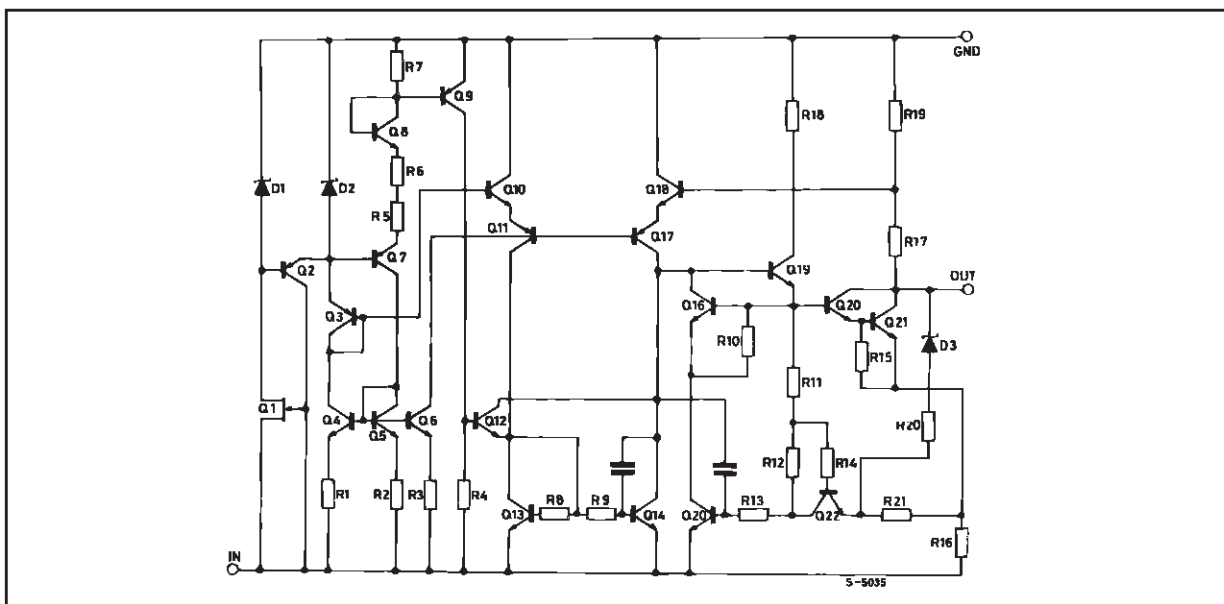 GND
R7
Q9
Q8
R18
R19
R6
D1
D2
Q10
Q18
R5
Q11
Q17
R17
Q2
Q7
Q19
OUT
Q3
Q16
Q20
Q21
R10
R15
D3
R11
Q1
Q4
Q5
Q6
Q12
R20
R12
R14
R1
R2
R3
R4
R8
R9
R13
R21
Q13
Q14
Q20
Q22
R16
IN
S-5035